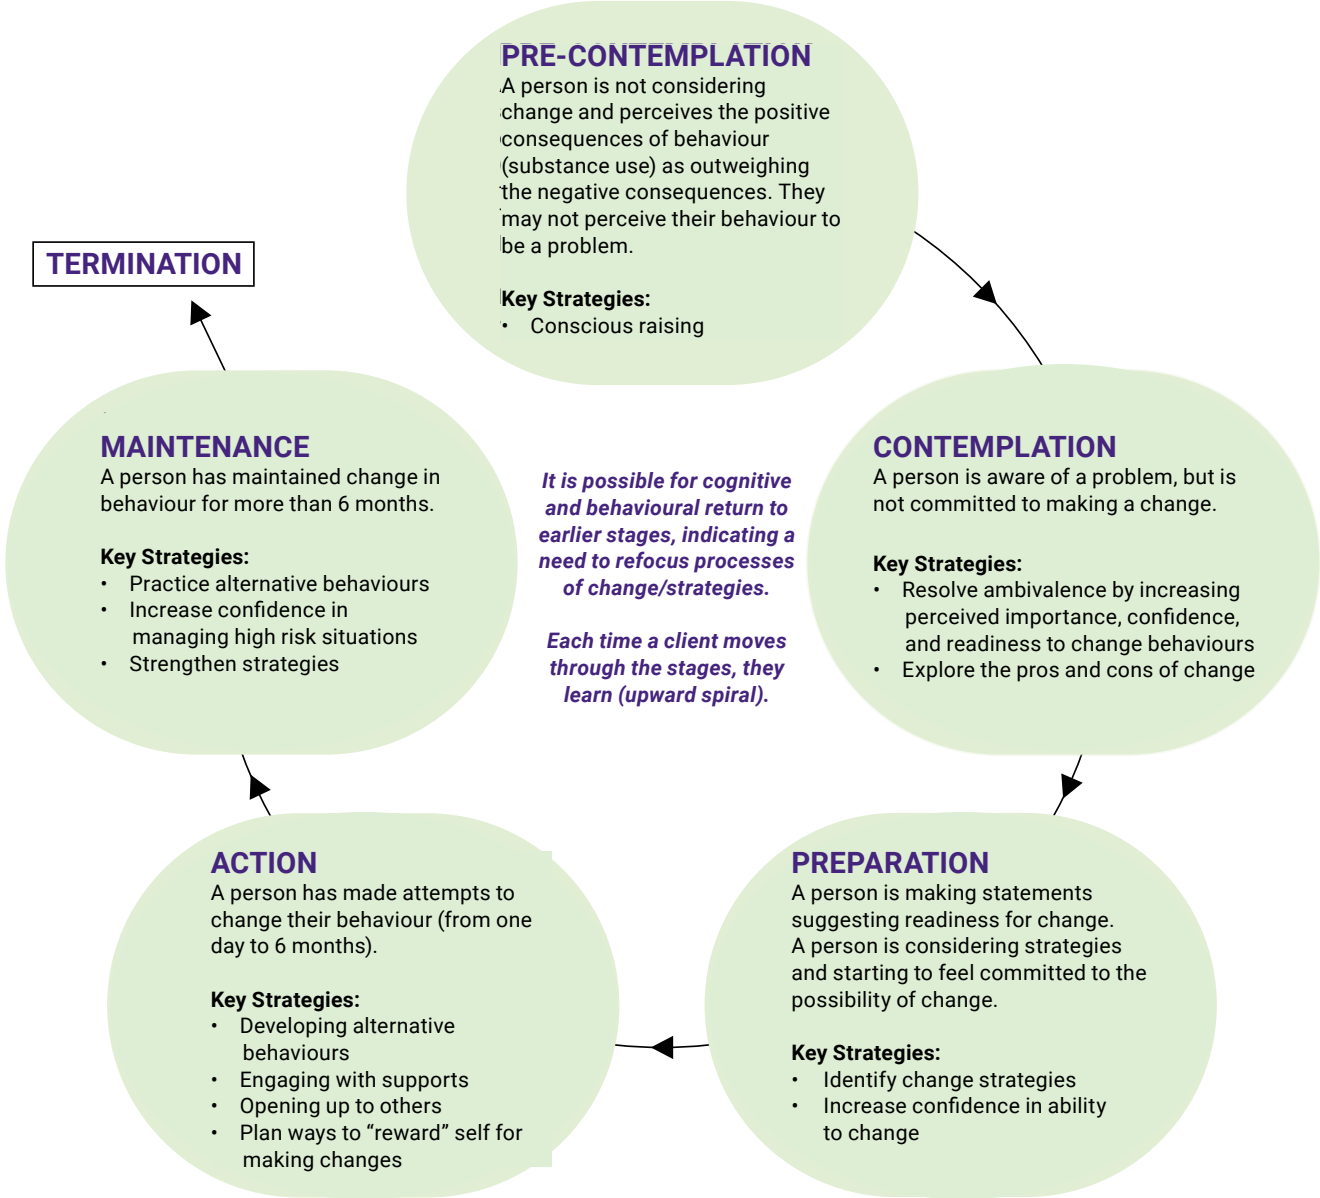 PRE-CONTEMPLATION
A person is not considering
change and perceives the positive
consequences of behaviour
(substance use) as outweighing
the negative consequences. They
may not perceive their behaviour to
be a problem.
Key Strategies:
• Conscious raising
TERMINATION
MAINTENANCE
A person has maintained change in
behaviour for more than 6 months.
Key Strategies:
• Practice alternative behaviours
• Increase confidence in
managing high risk situations
• Strengthen strategies
It is possible for cognitive
and behavioural return to
earlier stages, indicating a
need to refocus processes
of change/strategies.
Each time a client moves
through the stages, they
learn (upward spiral).
CONTEMPLATION
A person is aware of a problem, but is
not committed to making a change.
Key Strategies:
• Resolve ambivalence by increasing
perceived importance, confidence,
and readiness to change behaviours
• Explore the pros and cons of change
ACTION
A person has made attempts to
change their behaviour (from one
day to 6 months).
Key Strategies:
• Developing alternative
behaviours
• Engaging with supports
• Opening up to others
• Plan ways to “reward” self for
making changes
PREPARATION
A person is making statements
suggesting readiness for change.
A person is considering strategies
and starting to feel committed to the
possibility of change.
Key Strategies:
• Identify change strategies
• Increase confidence in ability
to change